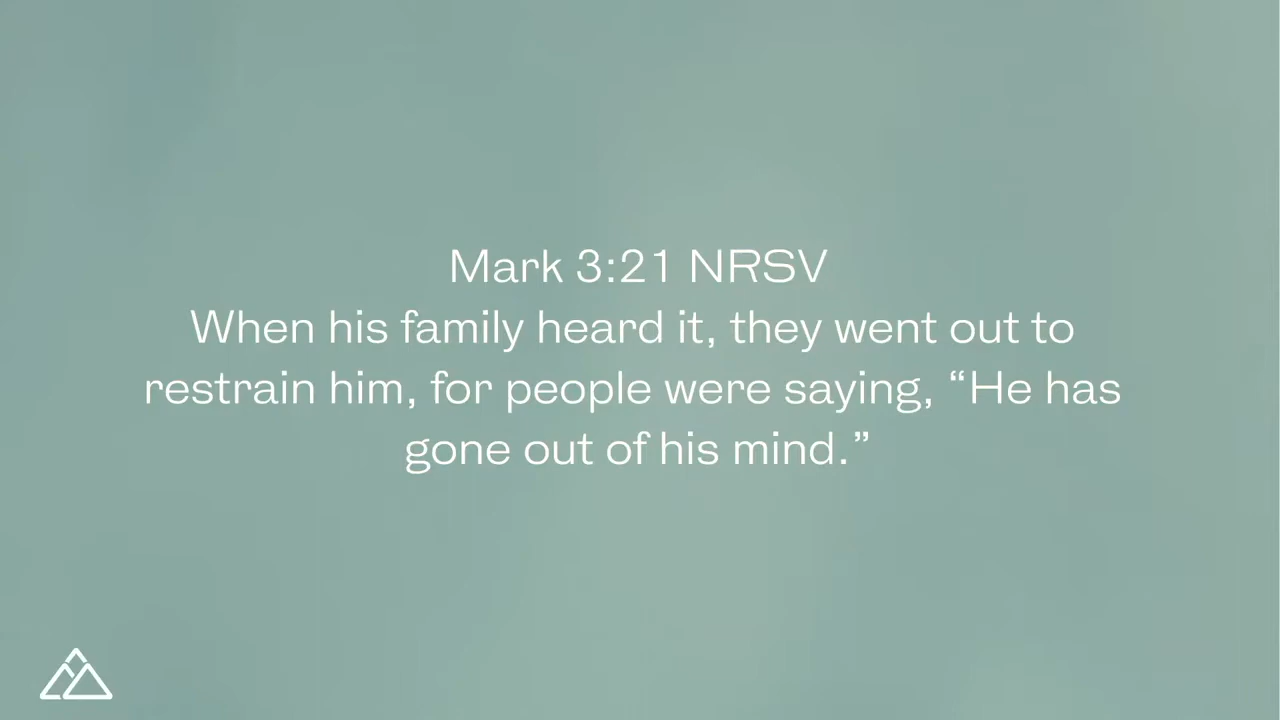 Mark 3:21 NRSV
When his family heard it, they went out to
restrain him, for people were saying, “He has
gone out of his mind.”